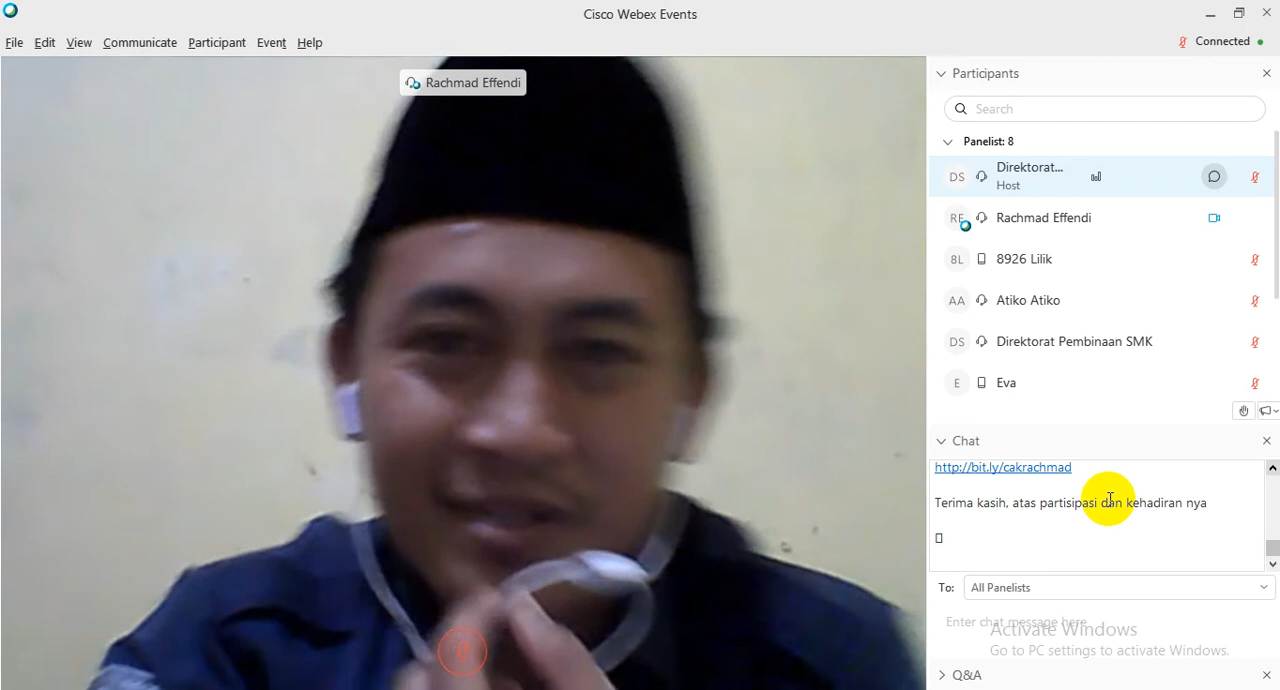 Cisco Webex Events
File Edit View Communicate Participant Event Help
Connected
Rachmad Effendi
Participants
Search
Panelist: 8
DS Direktorat...
Host
RE Rachmad Effendi
8L 8926 Lilik
AA Atiko Atiko
DS Direktorat Pembinaan SMK
E Eva
Chat
http://bit.ly/cakrachmad
Terima kasih, atas partisipasi dan kehadiran nya
To: All Panelists
Enter chat message here
Activate Windows
Go to PC settings to activate Windows.
Q&A